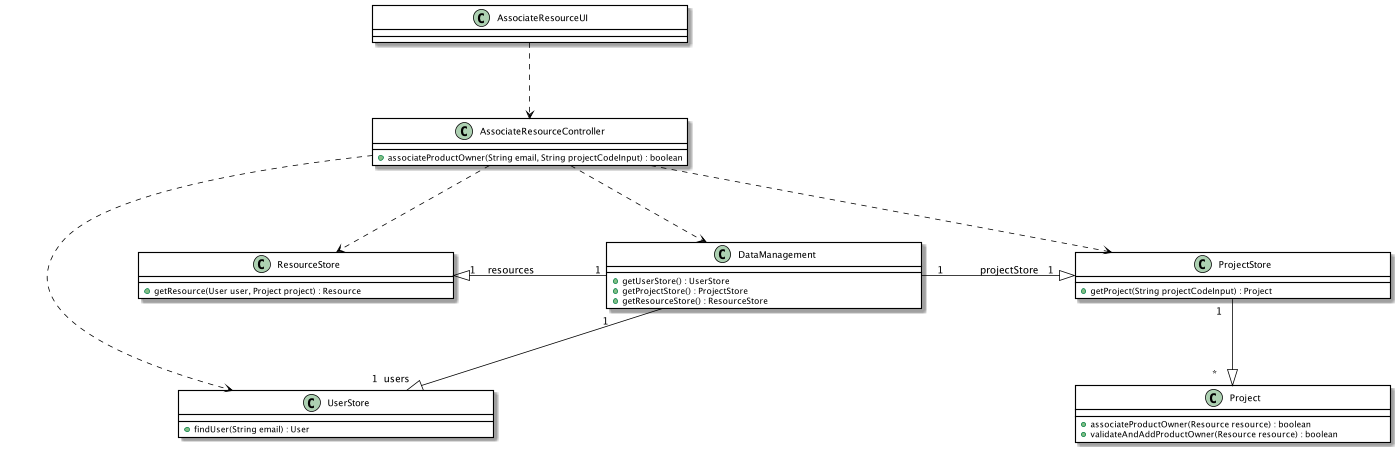 C AssociateResourceUI
C AssociateResourceController
associateProductOwner(String email, String projectCodeInput) : boolean
C ResourceStore
getResource(User user, Project project) : Resource
1 resources 1
C DataManagement
getUserStore() : UserStore
getProjectStore() : ProjectStore
getResourceStore() : ResourceStore
1 projectStore 1
C ProjectStore
getProject(String projectCodeInput) : Project
1
1 users
1
*
C UserStore
findUser(String email) : User
C Project
associateProductOwner(Resource resource) : boolean
validateAndAddProductOwner(Resource resource) : boolean